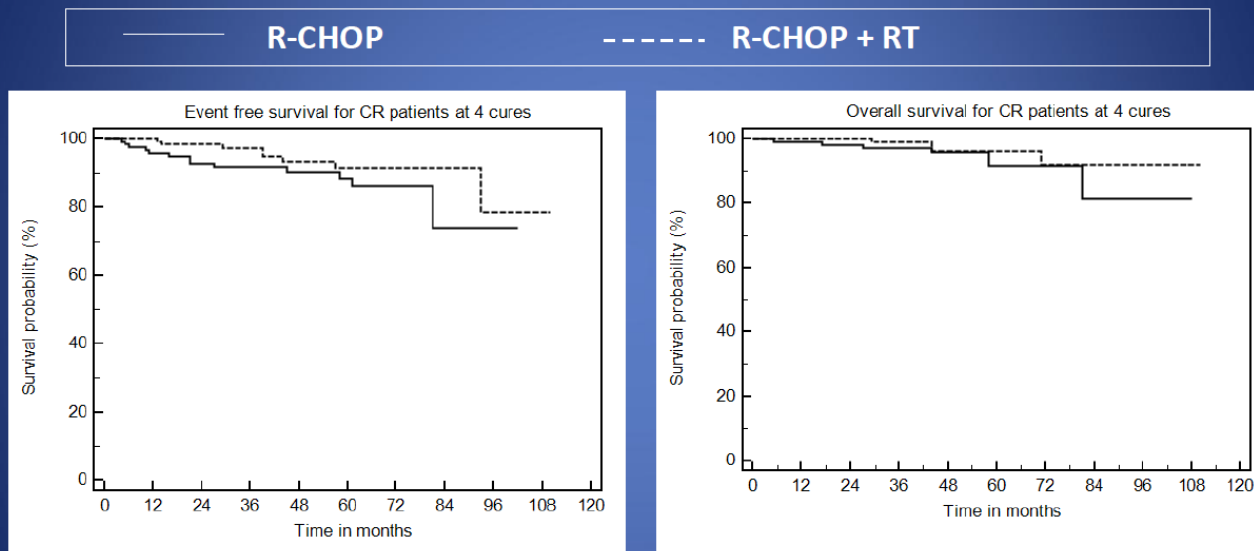 R-CHOP R-CHOP + RT
Event free survival for CR patients at 4 cures
100
80
60
40
20
0
Survival probability (%)
0 12 24 36 48 60 72 84 96 108 120
Time in months
Overall survival for CR patients at 4 cures
100
80
60
40
20
0
Survival probability (%)
0 12 24 36 48 60 72 84 96 108 120
Time in months